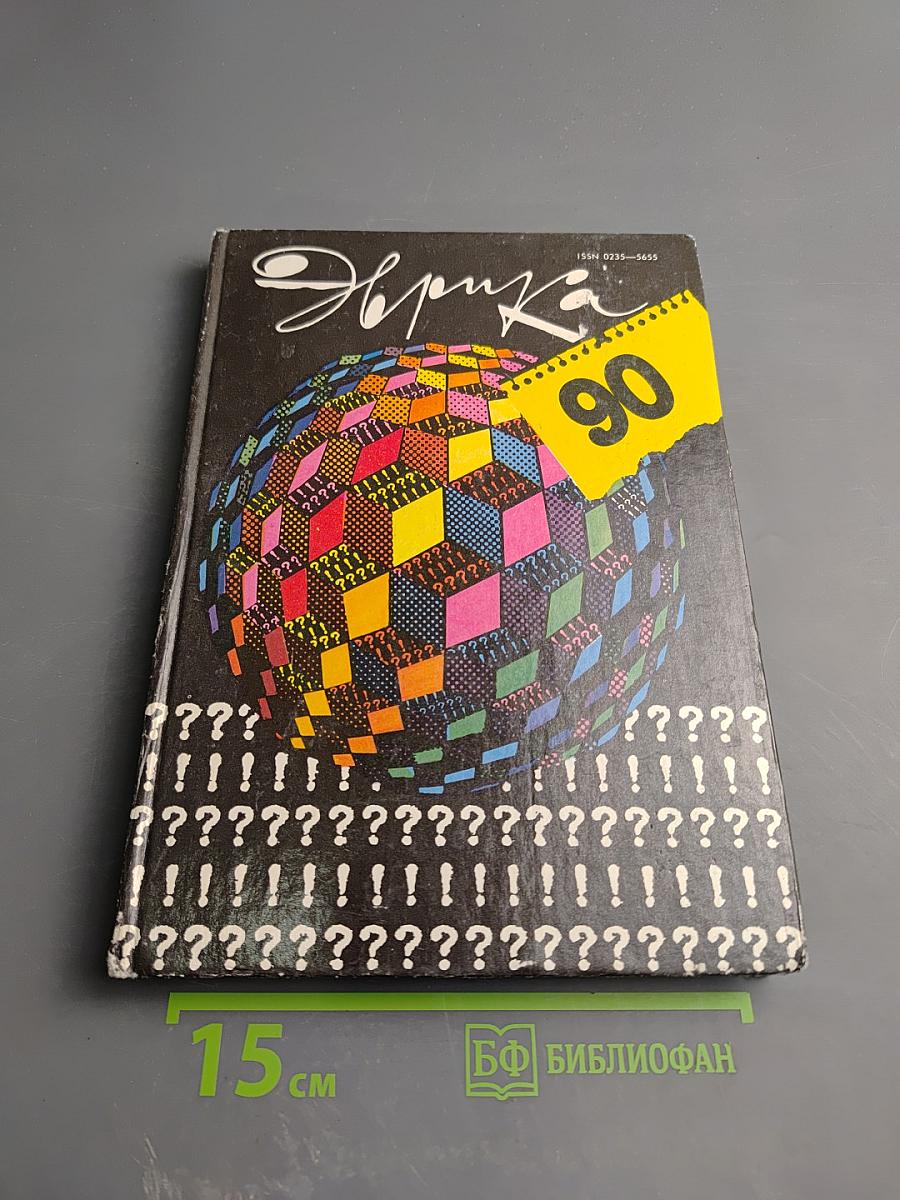 Эврика
ISSN 0235—5655
90
? ? ? ? ? ? ? ? ?
! ! ! ! ! ! ! ! ! ! ! ! ! ! !
? ? ? ? ? ? ? ? ? ? ? ? ? ? ? ? ? ? ? ?
! ! ! ! ! ! ! ! ! ! ! ! ! ! ! ! ! ! ! !
? ? ? ? ? ? ? ? ? ? ? ? ? ? ? ? ? ? ? ?
15 см
БФ БИБЛИОФАН